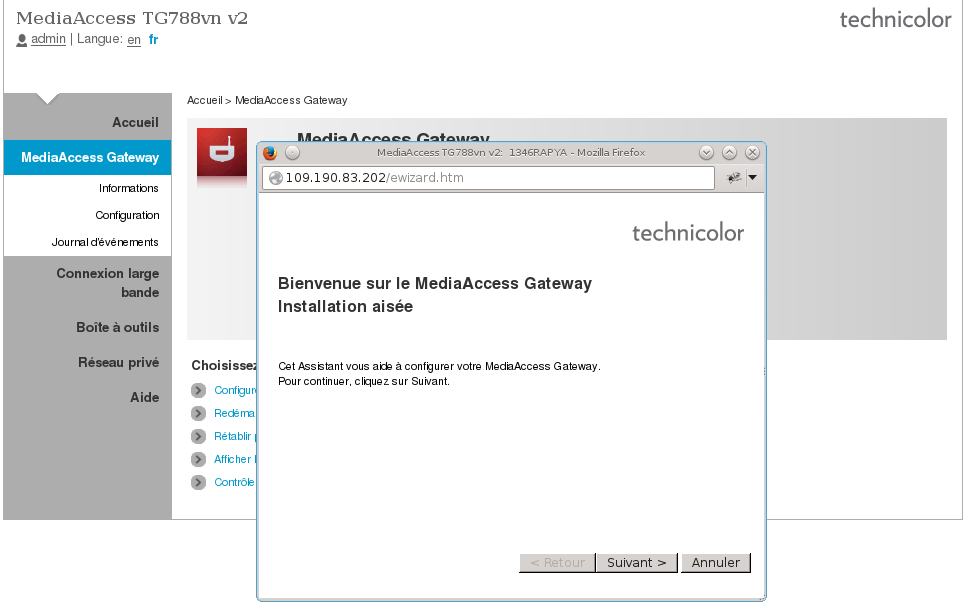 MediaAccess TG788vn v2
technicolor
admin | Langue: en fr
Accueil > MediaAccess Gateway
Accueil
MediaAccess Gateway
Informations
Configuration
Journal d'événements
Connexion large
bande
Boîte à outils
Réseau privé
Aide
MediaAccess Gateway
Choisissez
Configure
Redéma
Rétablir
Afficher
Contrôle
MediaAccess TG788vn v2: 1346RAPYA - Mozilla Firefox
109.190.83.202/ewizard.htm
technicolor
Bienvenue sur le MediaAccess Gateway
Installation aisée
Cet Assistant vous aide à configurer votre MediaAccess Gateway.
Pour continuer, cliquez sur Suivant.
< Retour Suivant > Annuler